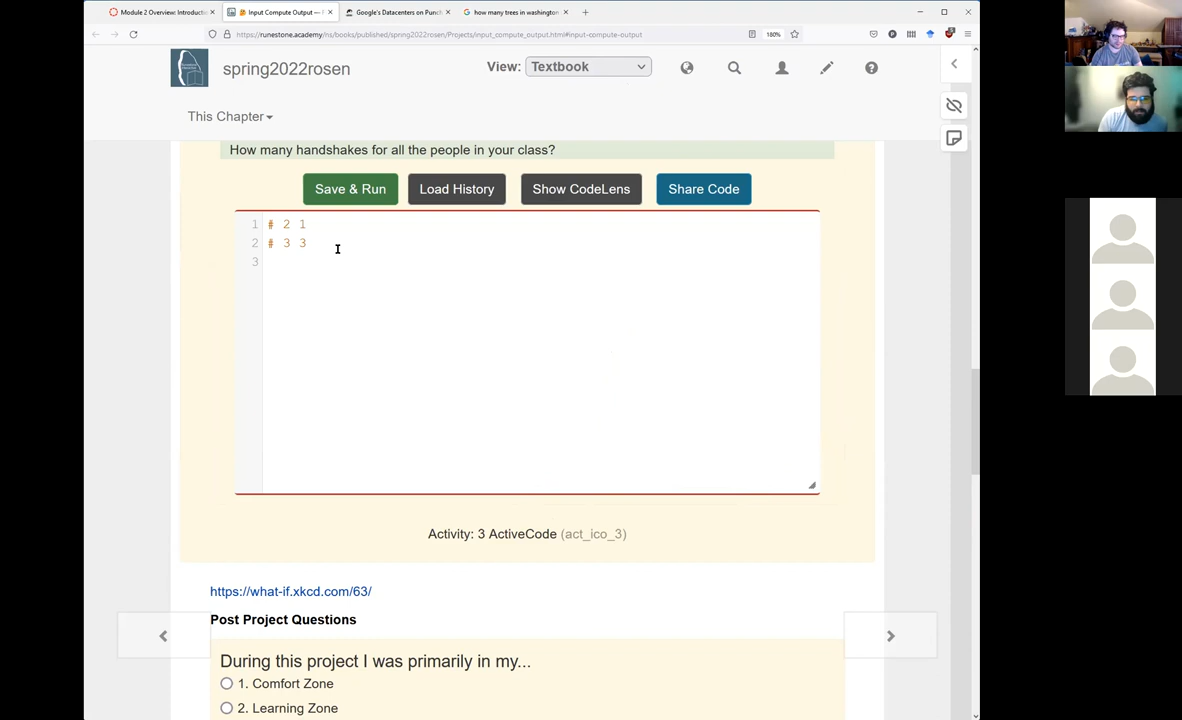 Module 2 Overview: Introducti
Input Compute Output —
Google's Datacenters on Punch
how many trees in washington
https://runestone.academy/ns/books/published/spring2022rosen/Projects/input_compute_output.html#input-compute-output
180%
spring2022rosen
View:
Textbook
This Chapter
How many handshakes for all the people in your class?
Save & Run
Load History
Show CodeLens
Share Code
1 # 2 1
2 # 3 3
3
Activity: 3 ActiveCode (act_ico_3)
https://what-if.xkcd.com/63/
Post Project Questions
During this project I was primarily in my...
1. Comfort Zone
2. Learning Zone